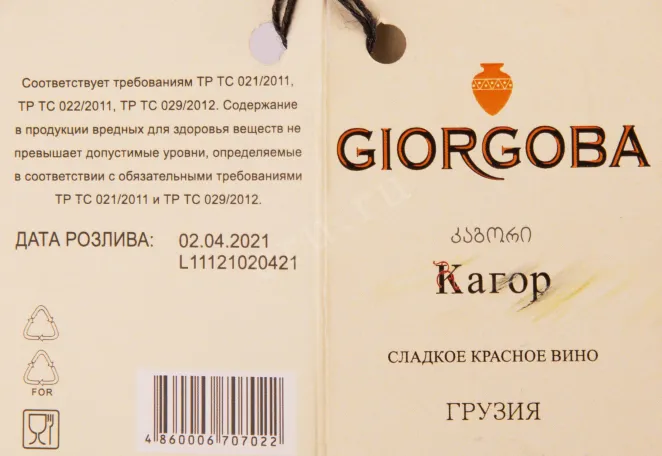 Соответствует требованиям ТР ТС 021/2011,
ТР ТС 022/2011, ТР ТС 029/2012. Содержание
в продукции вредных для здоровья веществ не
превышает допустимые уровни, определяемые
в соответствии с обязательными требованиями
ТР ТС 021/2011 и ТР ТС 029/2012.
ДАТА РОЗЛИВА: 02.04.2021
L11121020421
FOR
4 860006 707022
GIORGOBA
კაგორი
Кагор
СЛАДКОЕ КРАСНОЕ ВИНО
ГРУЗИЯ